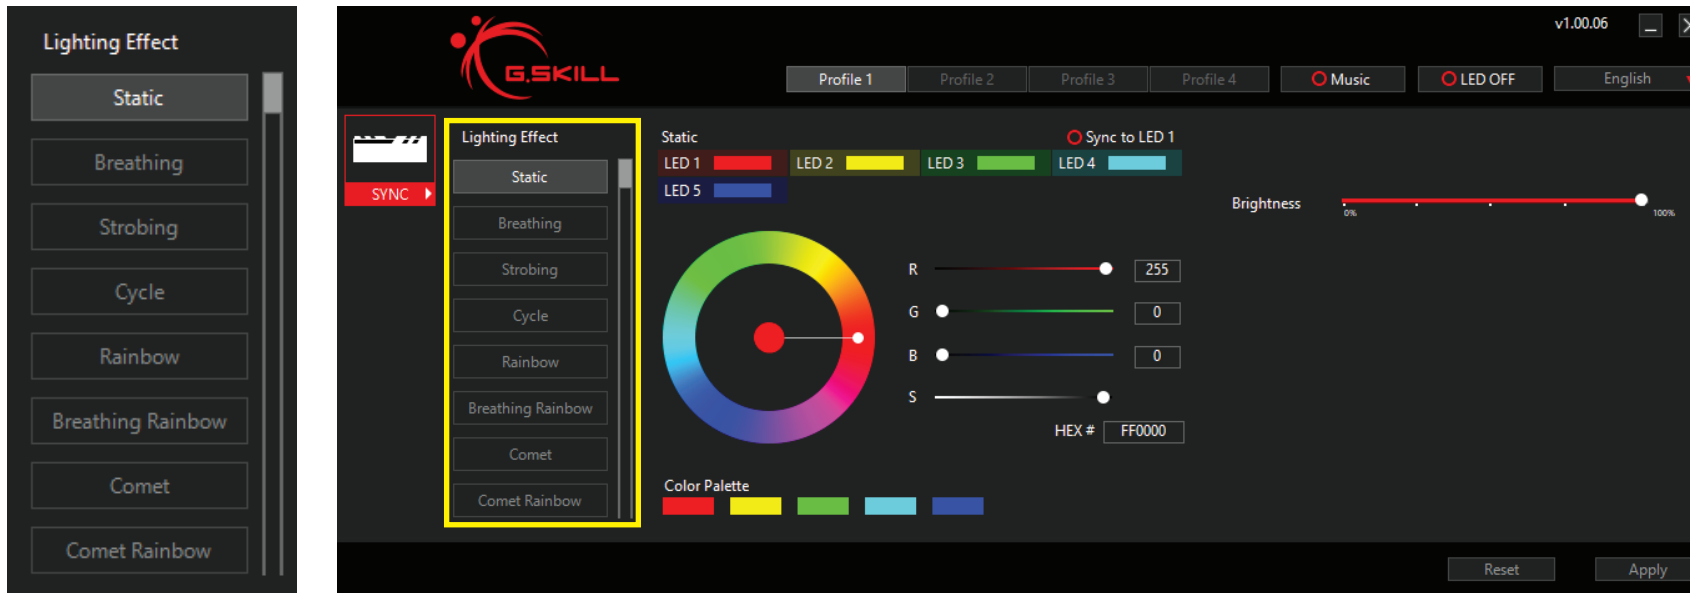 Lighting Effect
Static
Breathing
Strobing
Cycle
Rainbow
Breathing Rainbow
Comet
Comet Rainbow
G.SKILL
v1.00.06
Profile 1 Profile 2 Profile 3 Profile 4 Music LED OFF English
SYNC
Lighting Effect
Static
Breathing
Strobing
Cycle
Rainbow
Breathing Rainbow
Comet
Comet Rainbow
Static Sync to LED 1
LED 1 LED 2 LED 3 LED 4
LED 5
Brightness 0% 100%
R 255
G 0
B 0
S
HEX # FF0000
Color Palette
Reset Apply